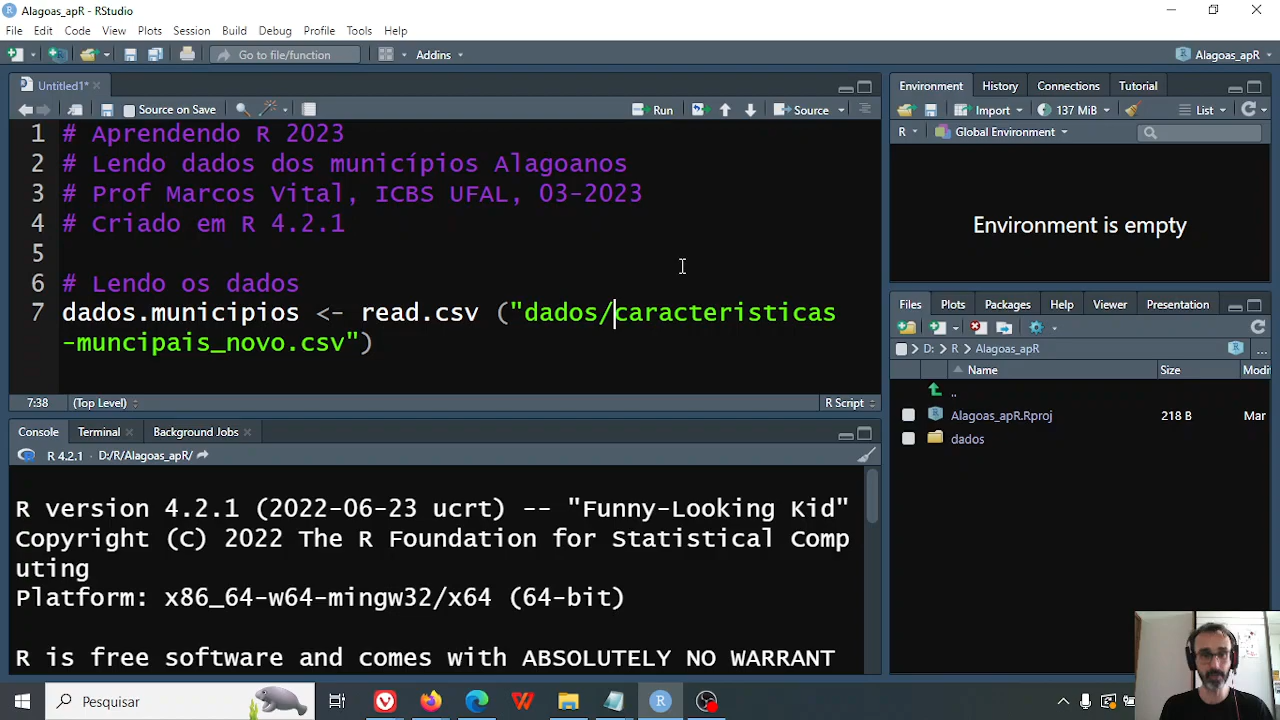 Alagoas_apR - RStudio
File Edit Code View Plots Session Build Debug Profile Tools Help
Go to file/function
Addins
Alagoas_apR
Untitled1*
Source on Save
Run
Source
1 # Aprendendo R 2023
2 # Lendo dados dos municípios Alagoanos
3 # Prof Marcos Vital, ICBS UFAL, 03-2023
4 # Criado em R 4.2.1
5
6 # Lendo os dados
7 dados.municipios <- read.csv ("dados/caracteristicas
-muncipais_novo.csv")
7:38 (Top Level)
R Script
Console Terminal Background Jobs
R 4.2.1 · D:/R/Alagoas_apR/
R version 4.2.1 (2022-06-23 ucrt) -- "Funny-Looking Kid"
Copyright (C) 2022 The R Foundation for Statistical Comp
uting
Platform: x86_64-w64-mingw32/x64 (64-bit)
R is free software and comes with ABSOLUTELY NO WARRANT
Environment History Connections Tutorial
Import 137 MiB List
R Global Environment
Environment is empty
Files Plots Packages Help Viewer Presentation
D: R Alagoas_apR ...
Name Size Modi
..
Alagoas_apR.Rproj 218 B Mar
dados
Pesquisar